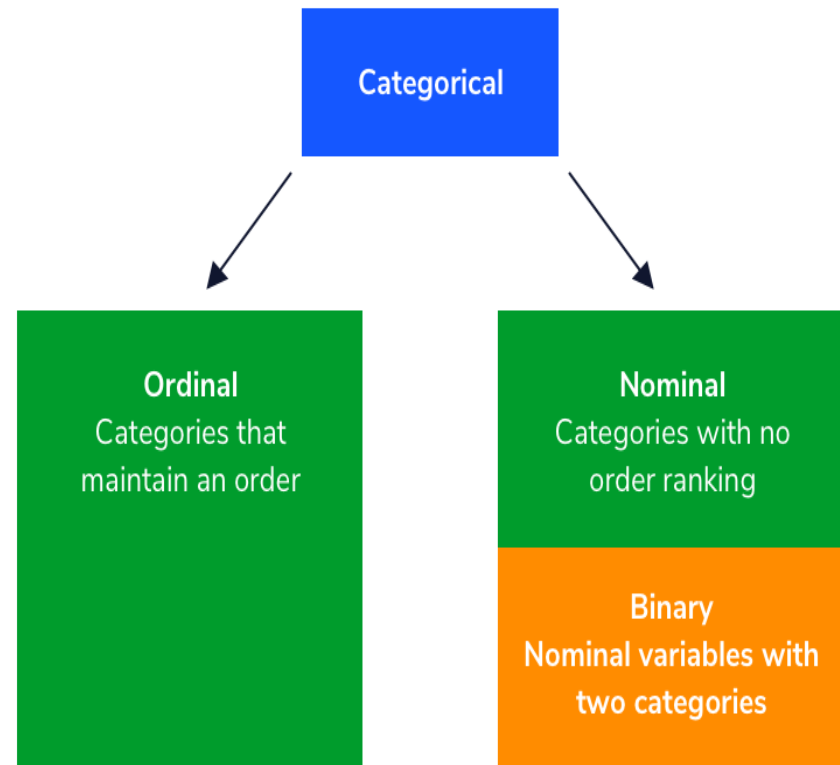 Categorical
Ordinal
Categories that
maintain an order
Nominal
Categories with no
order ranking
Binary
Nominal variables with
two categories